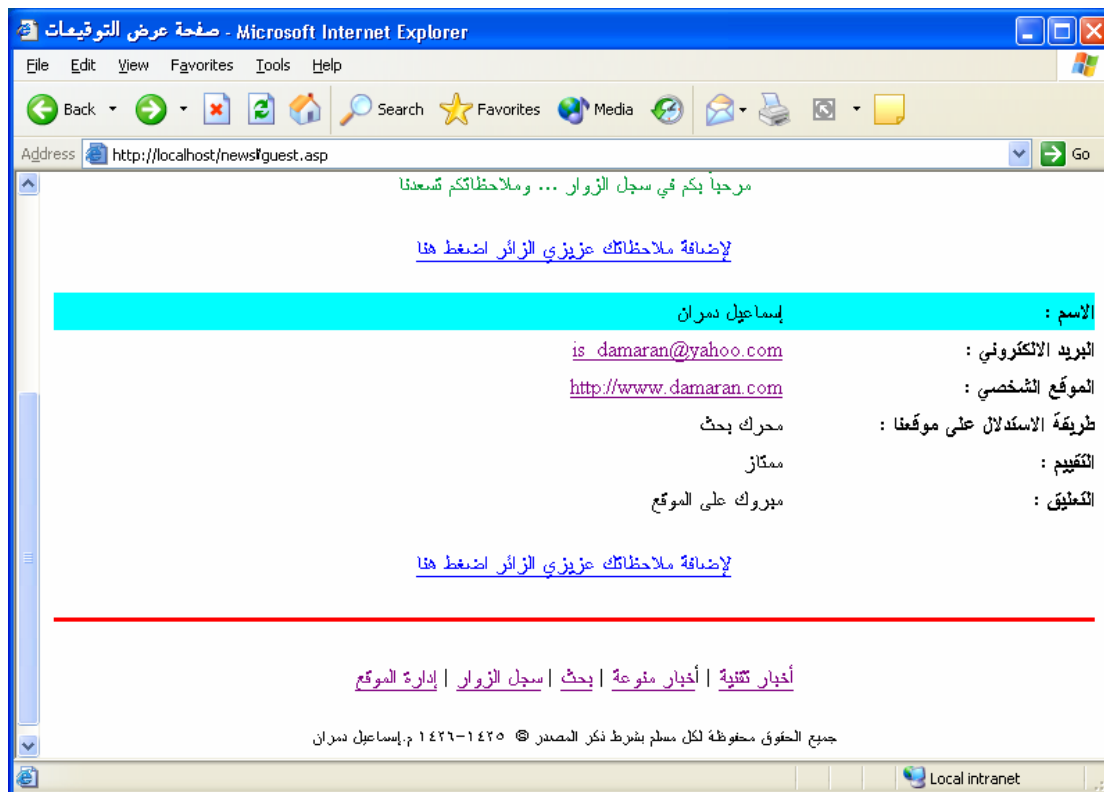 صفحة عرض التوقيعات - Microsoft Internet Explorer
File Edit View Favorites Tools Help
Back Search Favorites Media
Address http://localhost/news/guest.asp Go
مرحباً بكم في سجل الزوار ... وملاحظاتكم تسعدنا
لإضافة ملاحظاتك عزيزي الزائر اضغط هنا
الاسم : إسماعيل دمران
البريد الالكتروني : is_damaran@yahoo.com
الموقع الشخصي : http://www.damaran.com
طريقة الاستدلال على موقعنا : محرك بحث
التقييم : ممتاز
التعليق : مبروك على الموقع
لإضافة ملاحظاتك عزيزي الزائر اضغط هنا
أخبار تقنية | أخبار منوعة | بحث | سجل الزوار | إدارة الموقع
جميع الحقوق محفوظة لكل مسلم بشرط ذكر المصدر © ١٤٢٥-١٤٢٦ م.إسماعيل دمران
Local intranet